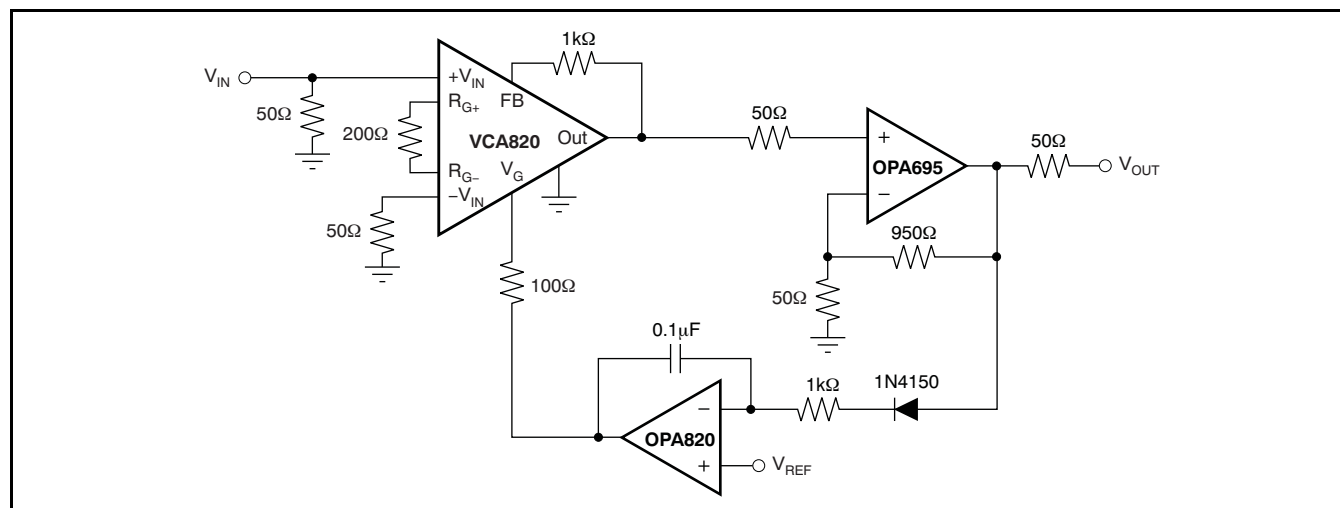 1kΩ
V_IN
+V_IN
FB
50Ω
R_G+
200Ω
VCA820
Out
R_G−
V_G
−V_IN
50Ω
50Ω
+
OPA695
−
50Ω
V_OUT
950Ω
50Ω
100Ω
0.1μF
1kΩ
1N4150
−
OPA820
+
V_REF